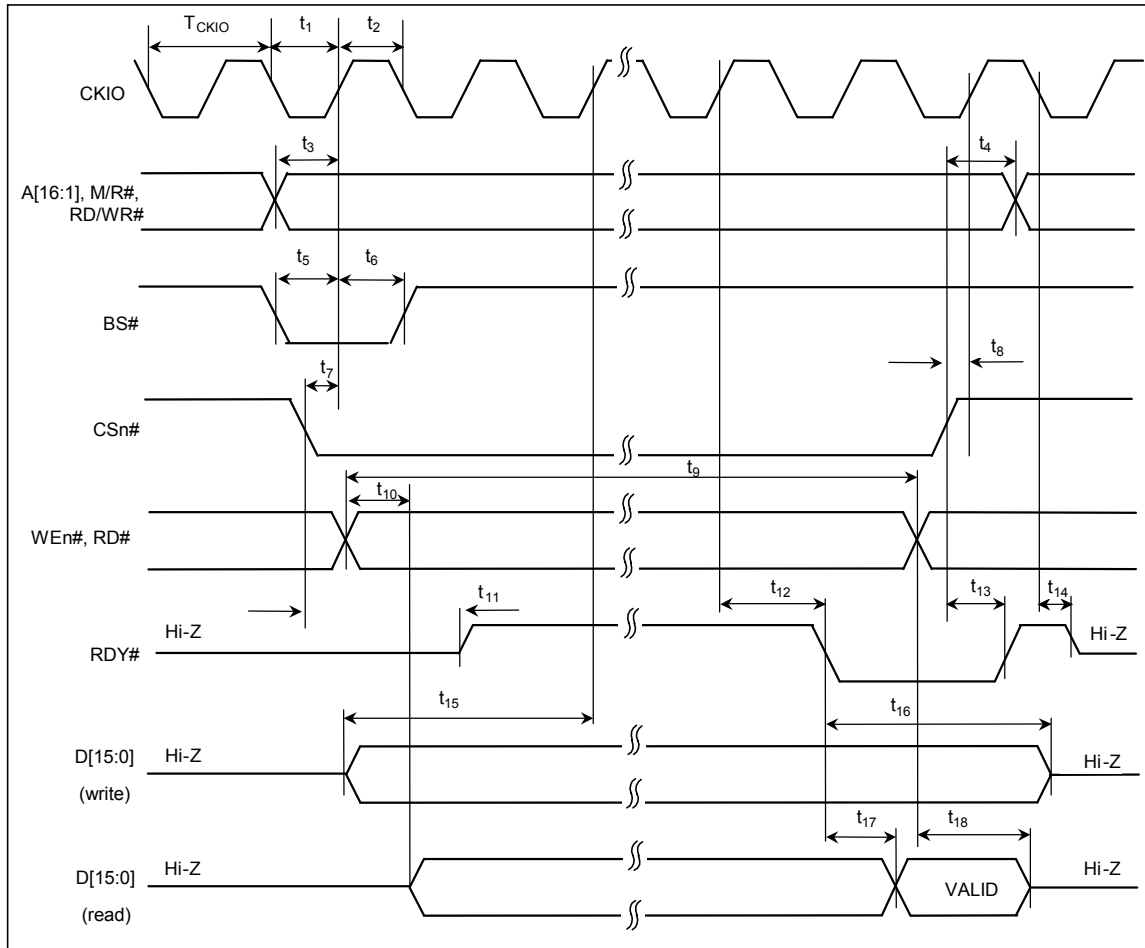 TCKIO t1 t2
CKIO
t3 t4
A[16:1], M/R#,
RD/WR#
t5 t6
BS#
t8
t7
CSn#
t9
t10
WEn#, RD#
t11 t12 t13 t14
Hi-Z Hi-Z
RDY#
t15 t16
D[15:0] Hi-Z Hi-Z
(write)
t17 t18
D[15:0] Hi-Z VALID Hi-Z
(read)